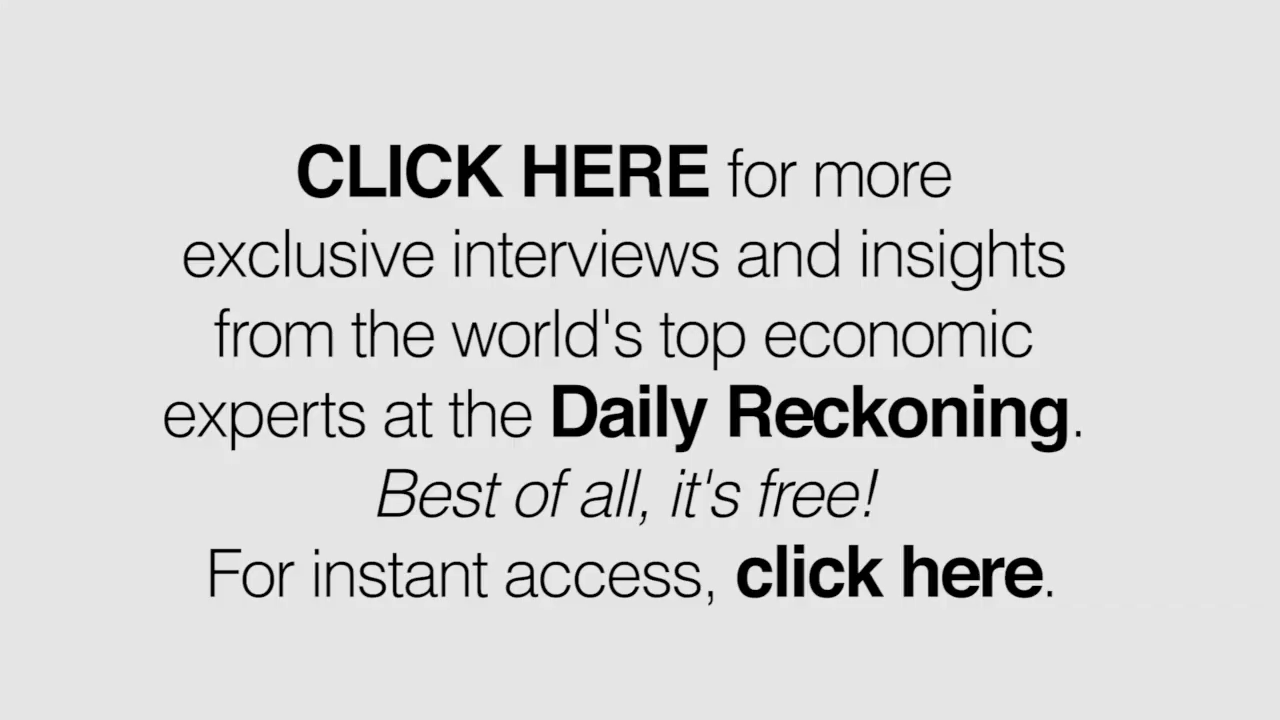 CLICK HERE for more
exclusive interviews and insights
from the world's top economic
experts at the Daily Reckoning.
Best of all, it's free!
For instant access, click here.